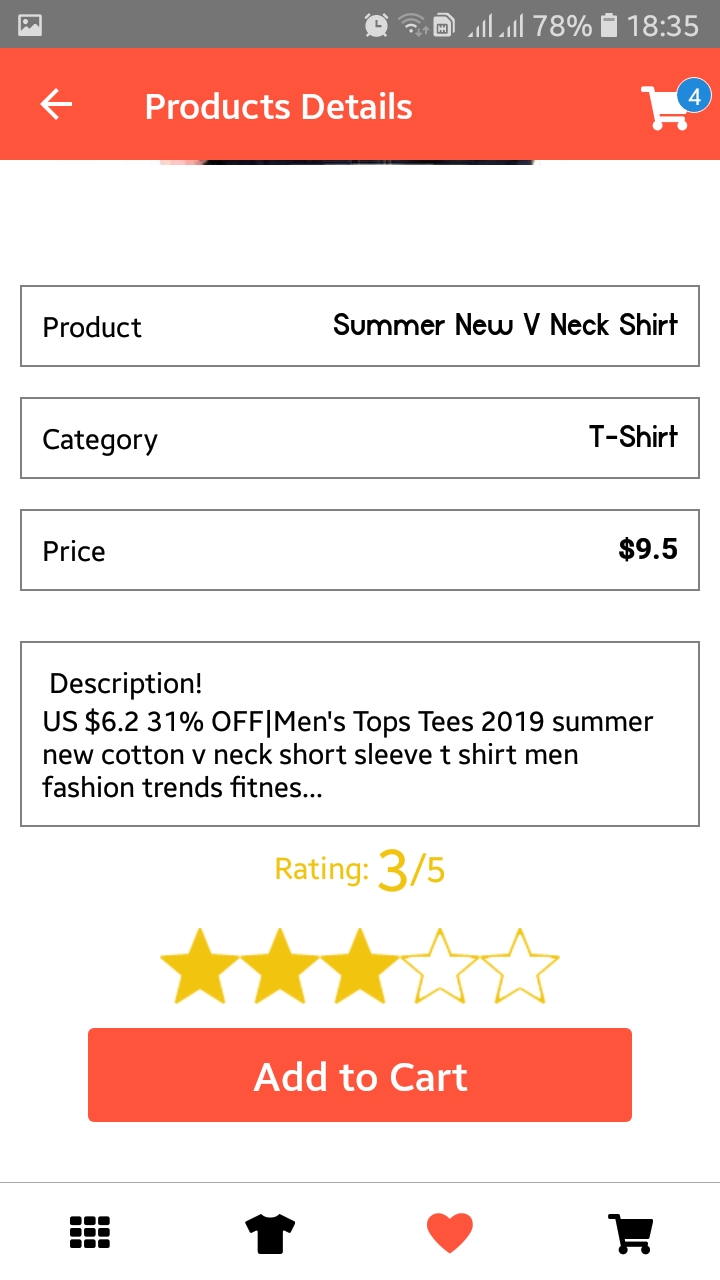 78% 18:35
Products Details 4
Product Summer New V Neck Shirt
Category T-Shirt
Price $9.5
Description!
US $6.2 31% OFF|Men's Tops Tees 2019 summer
new cotton v neck short sleeve t shirt men
fashion trends fitnes...
Rating: 3/5
Add to Cart